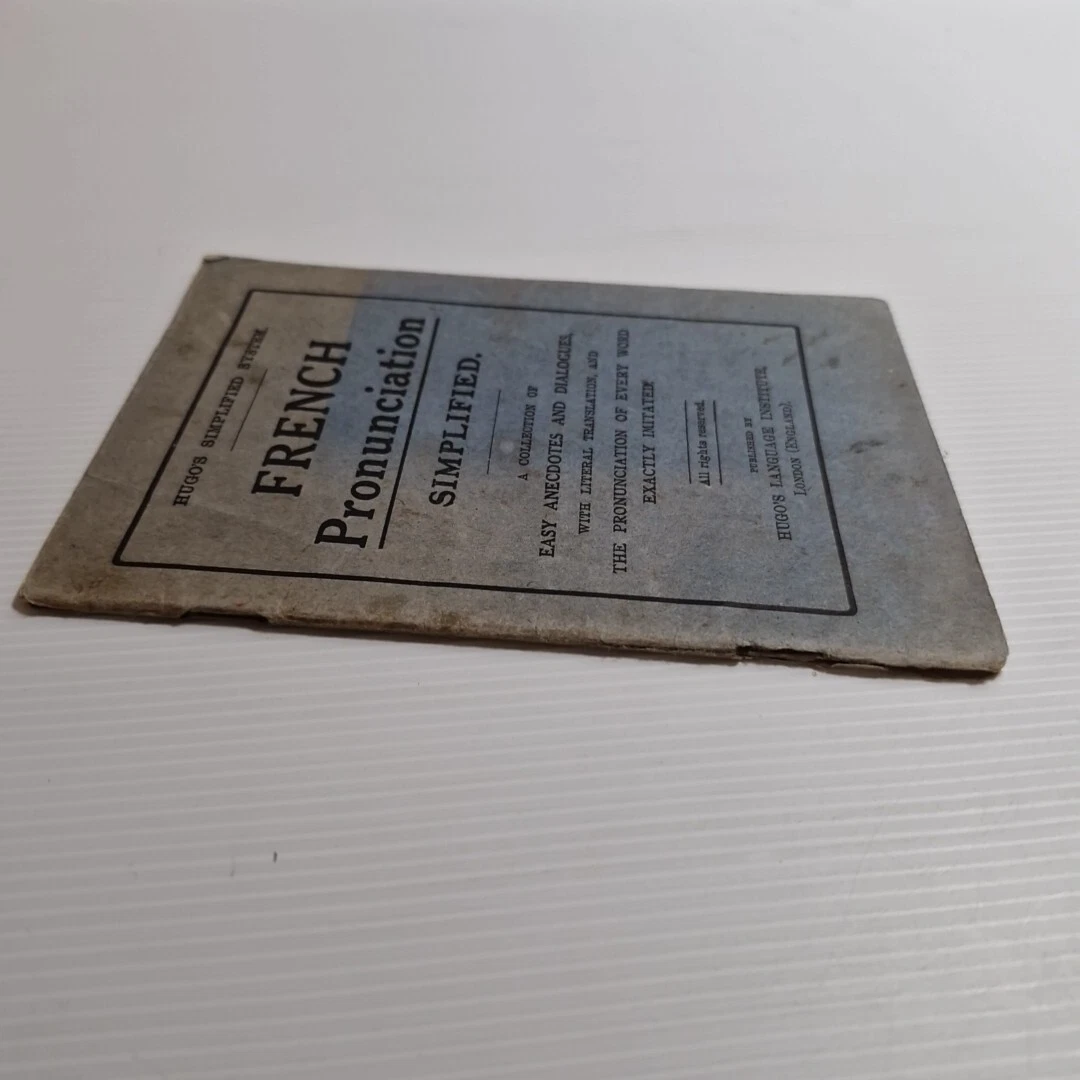 HUGO'S SIMPLIFIED SYSTEM
FRENCH
Pronunciation
SIMPLIFIED.
A COLLECTION OF
EASY ANECDOTES AND DIALOGUES,
WITH LITERAL TRANSLATION, AND
THE PRONUNCIATION OF EVERY WORD
EXACTLY IMITATED
All rights reserved.
PUBLISHED BY
HUGO'S LANGUAGE INSTITUTE,
LONDON (ENGLAND).